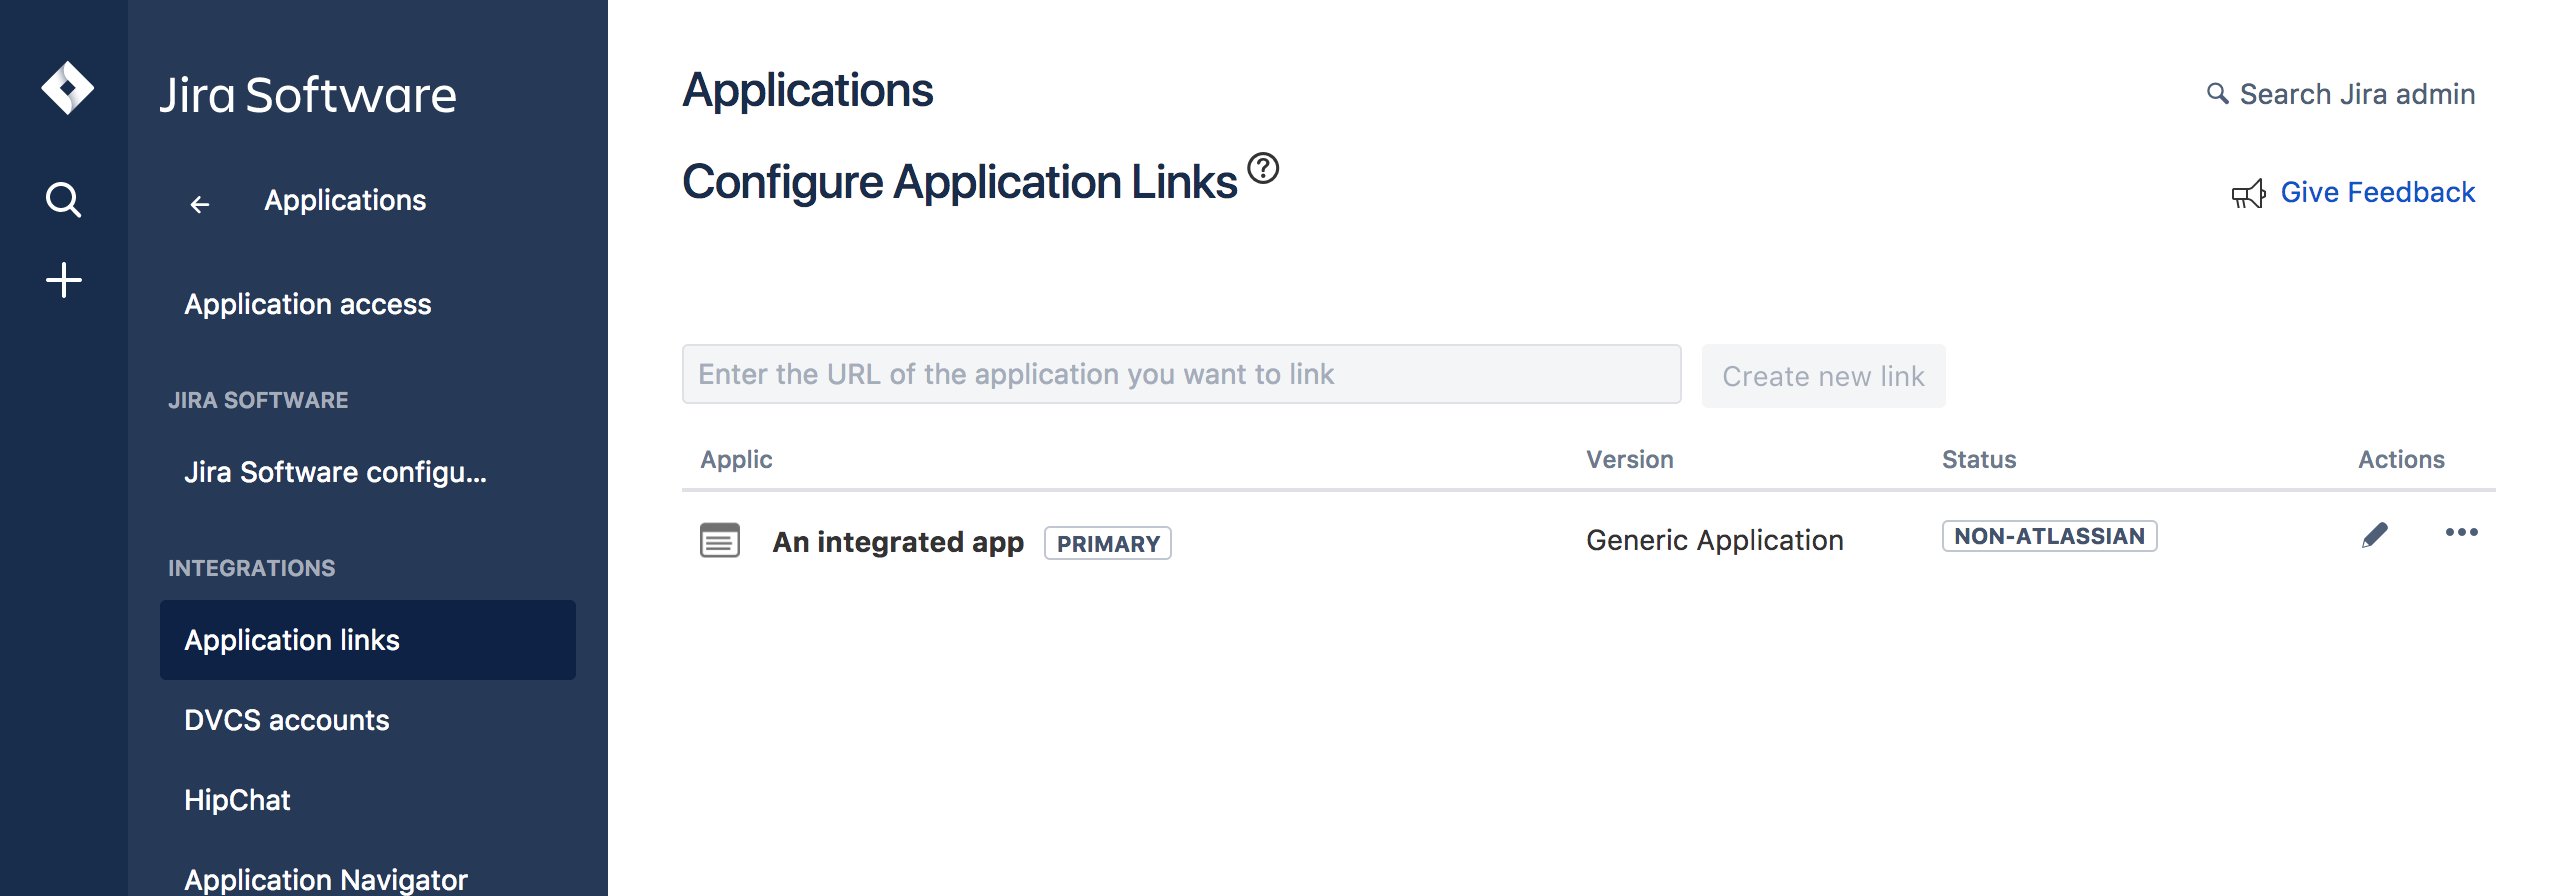 Jira Software
Applications
Application access
JIRA SOFTWARE
Jira Software configu...
INTEGRATIONS
Application links
DVCS accounts
HipChat
Application Navigator
Applications
Search Jira admin
Configure Application Links ?
Give Feedback
Enter the URL of the application you want to link
Create new link
Applic Version Status Actions
An integrated app PRIMARY Generic Application NON-ATLASSIAN